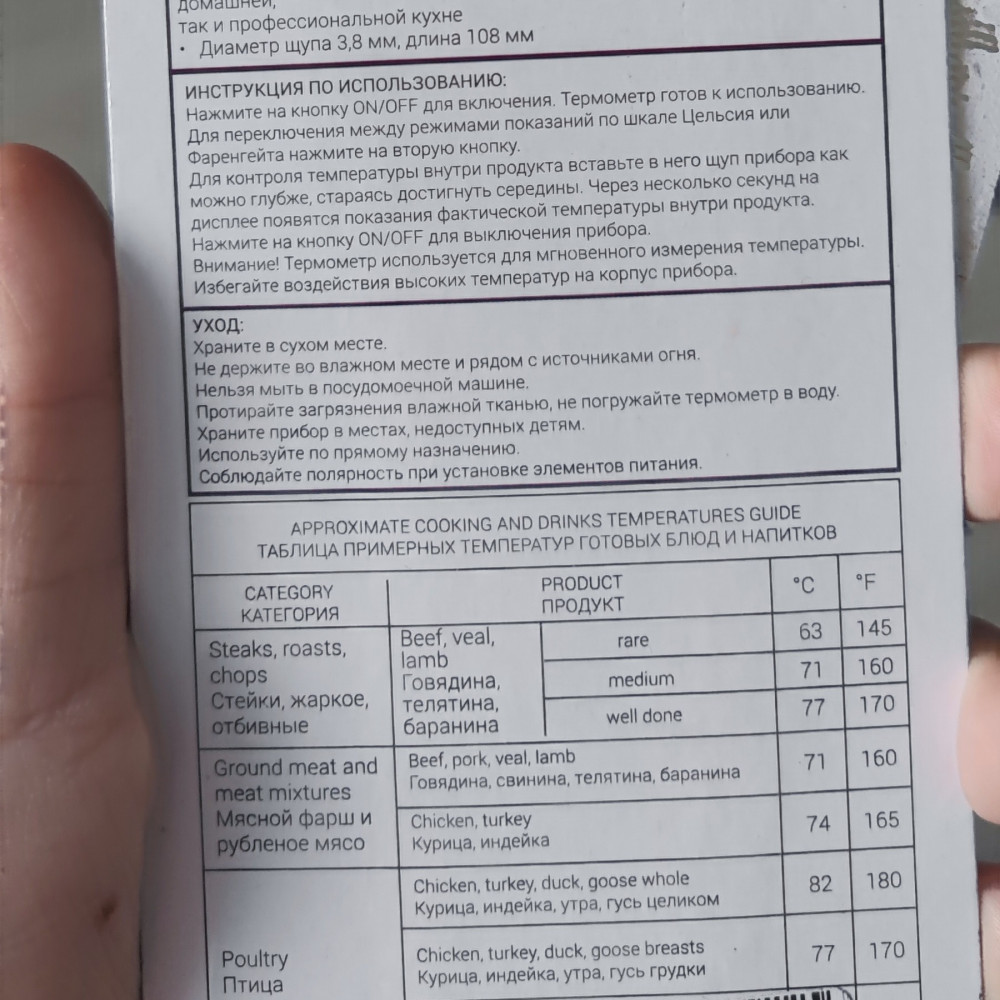 домашней,
так и профессиональной кухне
• Диаметр щупа 3,8 мм, длина 108 мм
ИНСТРУКЦИЯ ПО ИСПОЛЬЗОВАНИЮ:
Нажмите на кнопку ON/OFF для включения. Термометр готов к использованию.
Для переключения между режимами показаний по шкале Цельсия или
Фаренгейта нажмите на вторую кнопку.
Для контроля температуры внутри продукта вставьте в него щуп прибора как
можно глубже, стараясь достигнуть середины. Через несколько секунд на
дисплее появятся показания фактической температуры внутри продукта.
Нажмите на кнопку ON/OFF для выключения прибора.
Внимание! Термометр используется для мгновенного измерения температуры.
Избегайте воздействия высоких температур на корпус прибора.
УХОД:
Храните в сухом месте.
Не держите во влажном месте и рядом с источниками огня.
Нельзя мыть в посудомоечной машине.
Протирайте загрязнения влажной тканью, не погружайте термометр в воду.
Храните прибор в местах, недоступных детям.
Используйте по прямому назначению.
Соблюдайте полярность при установке элементов питания.
APPROXIMATE COOKING AND DRINKS TEMPERATURES GUIDE
ТАБЛИЦА ПРИМЕРНЫХ ТЕМПЕРАТУР ГОТОВЫХ БЛЮД И НАПИТКОВ
CATEGORY
КАТЕГОРИЯ
PRODUCT
ПРОДУКТ
°C
°F
Steaks, roasts,
chops
Стейки, жаркое,
отбивные
Beef, veal,
lamb
Говядина,
телятина,
баранина
rare
63
145
medium
71
160
well done
77
170
Ground meat and
meat mixtures
Мясной фарш и
рубленое мясо
Beef, pork, veal, lamb
Говядина, свинина, телятина, баранина
71
160
Chicken, turkey
Курица, индейка
74
165
Poultry
Птица
Chicken, turkey, duck, goose whole
Курица, индейка, утра, гусь целиком
82
180
Chicken, turkey, duck, goose breasts
Курица, индейка, утра, гусь грудки
77
170